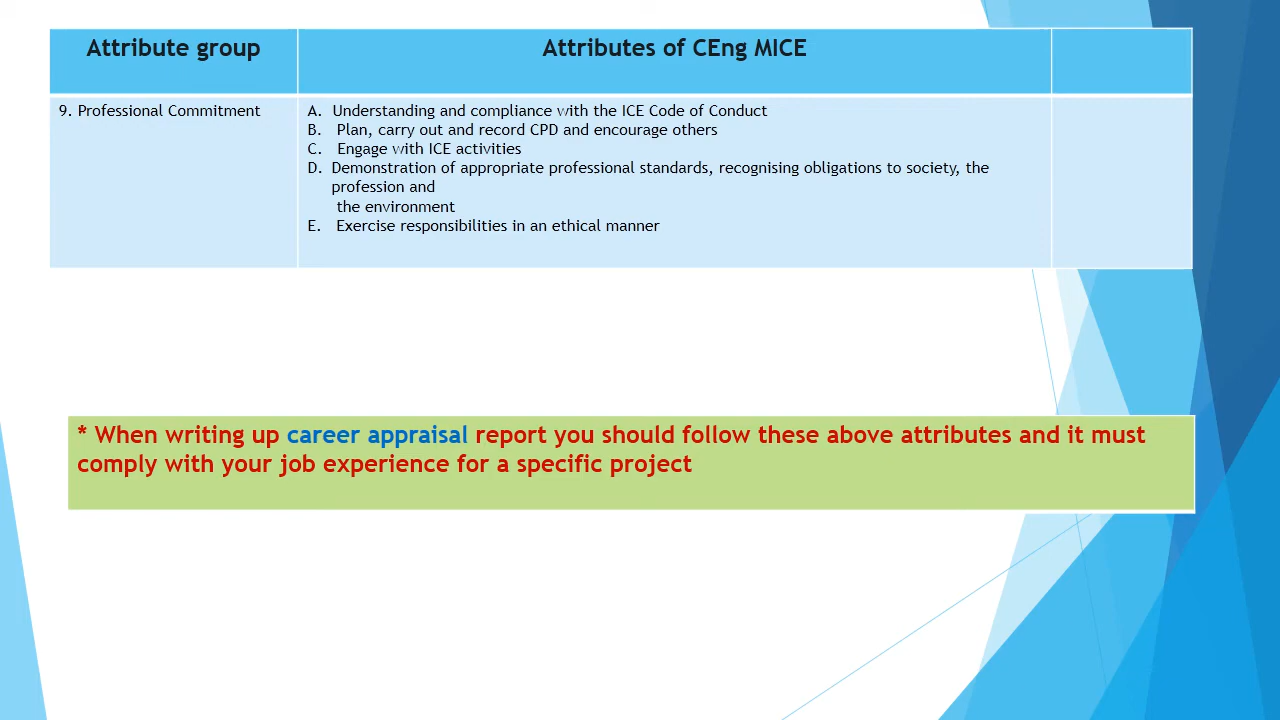 Attribute group
Attributes of CEng MICE
9. Professional Commitment
A. Understanding and compliance with the ICE Code of Conduct
B. Plan, carry out and record CPD and encourage others
C. Engage with ICE activities
D. Demonstration of appropriate professional standards, recognising obligations to society, the
profession and
the environment
E. Exercise responsibilities in an ethical manner
* When writing up career appraisal report you should follow these above attributes and it must
comply with your job experience for a specific project